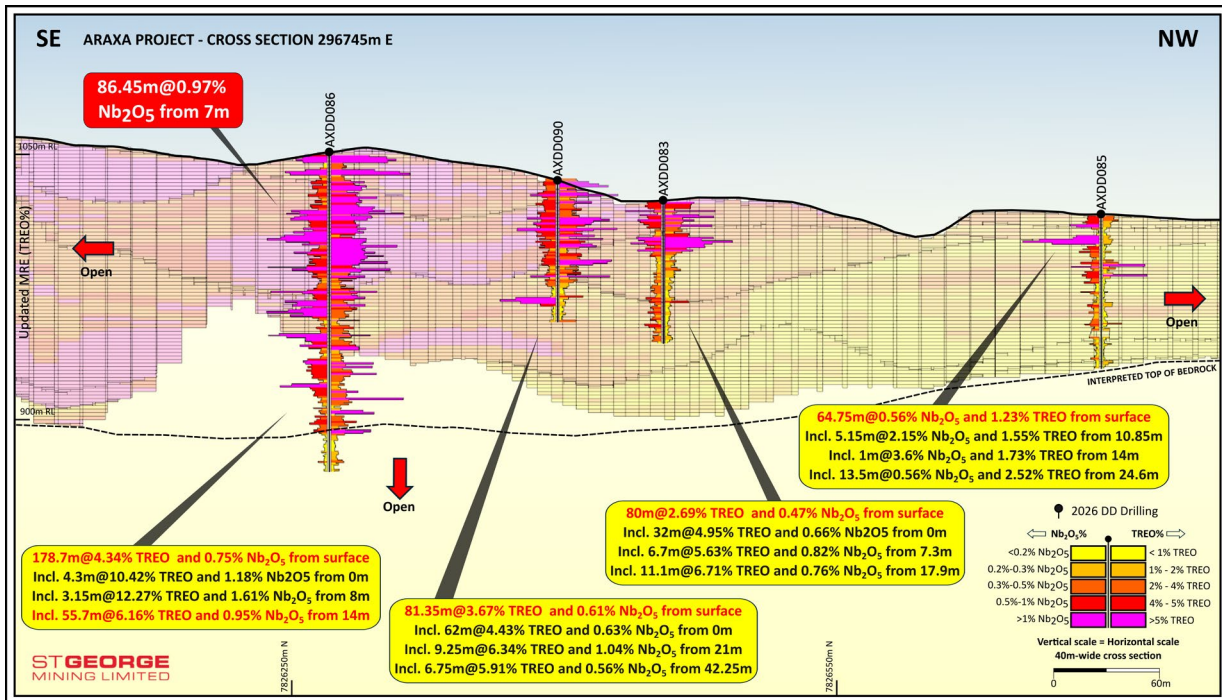 SE
ARAXA PROJECT - CROSS SECTION 296745m E
NW
86.45m@0.97%
Nb₂O₅ from 7m
AXDD086
AXDD090
AXDD083
AXDD085
1050m RL
Updated MRE (TREO%)
Open
Open
INTERPRETED TOP OF BEDROCK
900m RL
Open
64.75m@0.56% Nb₂O₅ and 1.23% TREO from surface
Incl. 5.15m@2.15% Nb₂O₅ and 1.55% TREO from 10.85m
Incl. 1m@3.6% Nb₂O₅ and 1.73% TREO from 14m
Incl. 13.5m@0.56% Nb₂O₅ and 2.52% TREO from 24.6m
80m@2.69% TREO and 0.47% Nb₂O₅ from surface
Incl. 32m@4.95% TREO and 0.66% Nb2O5 from 0m
Incl. 6.7m@5.63% TREO and 0.82% Nb₂O₅ from 7.3m
Incl. 11.1m@6.71% TREO and 0.76% Nb₂O₅ from 17.9m
178.7m@4.34% TREO and 0.75% Nb₂O₅ from surface
Incl. 4.3m@10.42% TREO and 1.18% Nb2O5 from 0m
Incl. 3.15m@12.27% TREO and 1.61% Nb₂O₅ from 8m
Incl. 55.7m@6.16% TREO and 0.95% Nb₂O₅ from 14m
81.35m@3.67% TREO and 0.61% Nb₂O₅ from surface
Incl. 62m@4.43% TREO and 0.63% Nb₂O₅ from 0m
Incl. 9.25m@6.34% TREO and 1.04% Nb₂O₅ from 21m
Incl. 6.75m@5.91% TREO and 0.56% Nb₂O₅ from 42.25m
2026 DD Drilling
Nb₂O₅% TREO%
<0.2% Nb₂O₅ < 1% TREO
0.2%-0.3% Nb₂O₅ 1% - 2% TREO
0.3%-0.5% Nb₂O₅ 2% - 4% TREO
0.5%-1% Nb₂O₅ 4% - 5% TREO
>1% Nb₂O₅ >5% TREO
Vertical scale = Horizontal scale
40m-wide cross section
0 60m
STGEORGE
MINING LIMITED
7826250m N
7826550m N